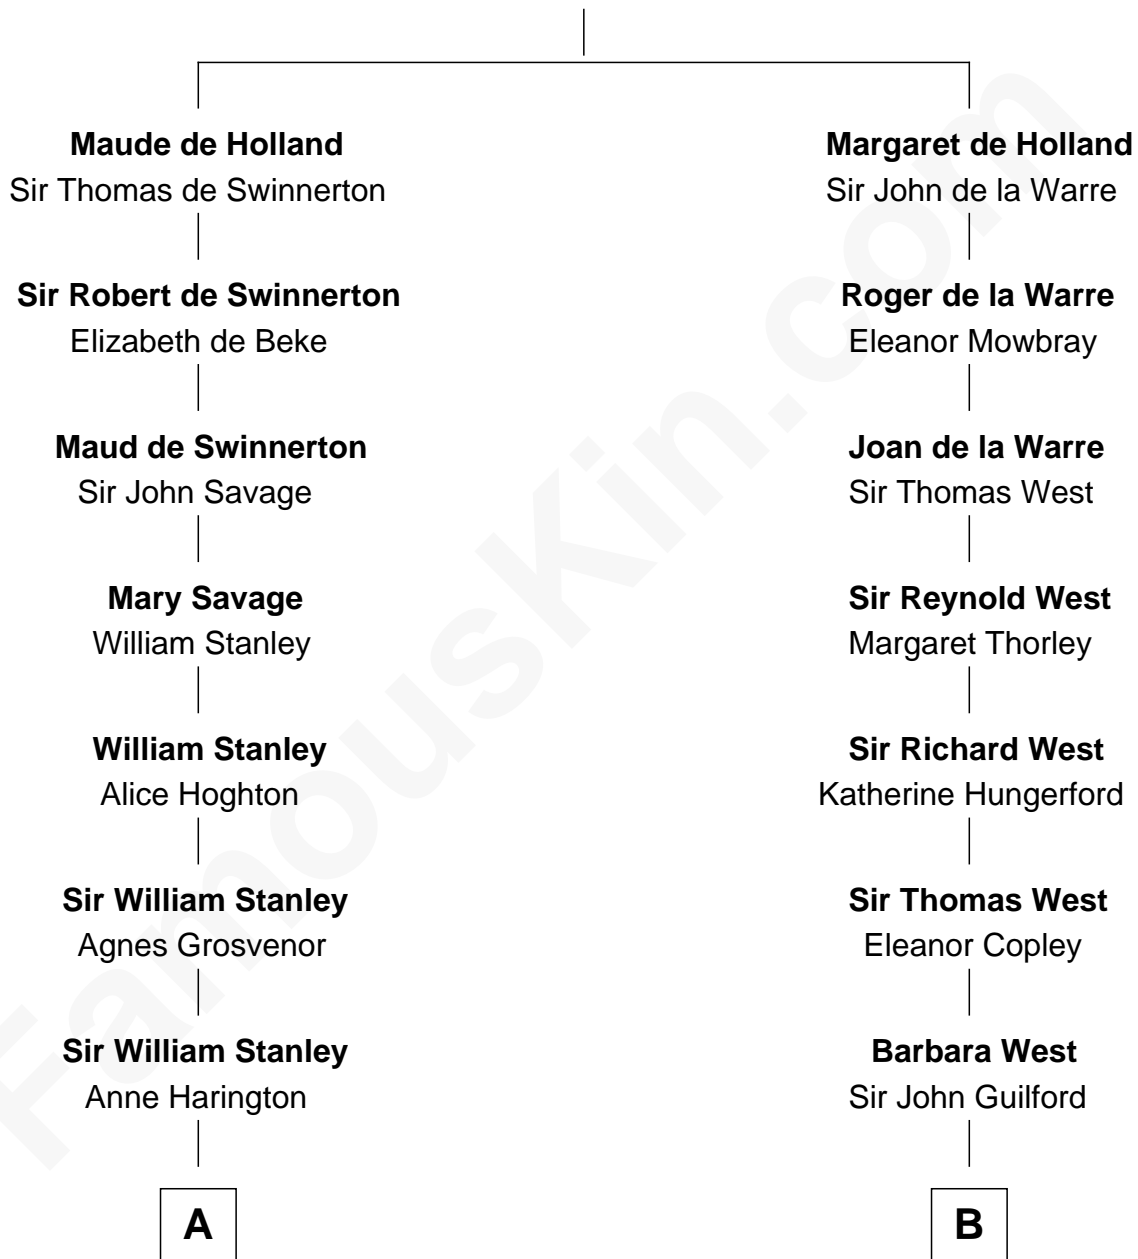 Maude de Holland
Sir Thomas de Swinnerton
Sir Robert de Swinnerton
Elizabeth de Beke
Maud de Swinnerton
Sir John Savage
Mary Savage
William Stanley
William Stanley
Alice Hoghton
Sir William Stanley
Agnes Grosvenor
Sir William Stanley
Anne Harington
A
Margaret de Holland
Sir John de la Warre
Roger de la Warre
Eleanor Mowbray
Joan de la Warre
Sir Thomas West
Sir Reynold West
Margaret Thorley
Sir Richard West
Katherine Hungerford
Sir Thomas West
Eleanor Copley
Barbara West
Sir John Guilford
B
FamousKin.com